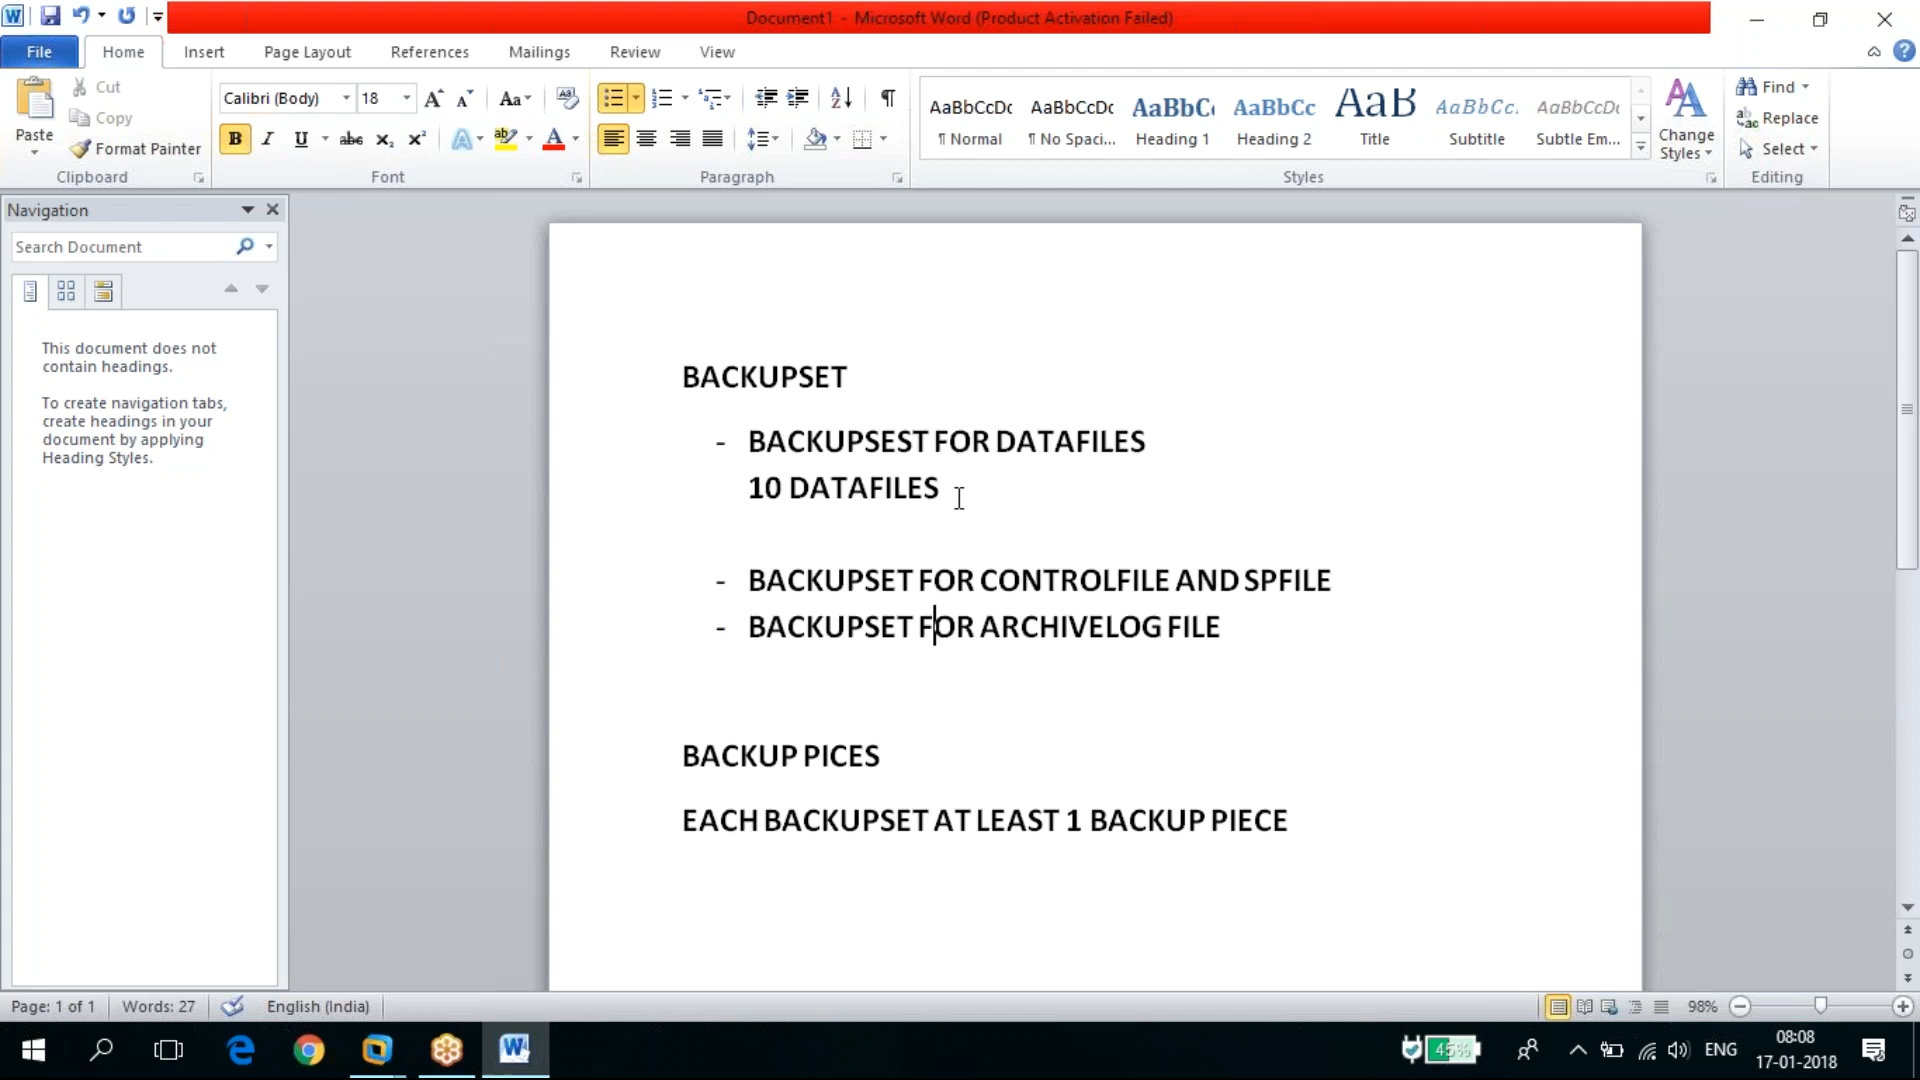 Document1 - Microsoft Word (Product Activation Failed)
File Home Insert Page Layout References Mailings Review View
Paste
Cut
Copy
Format Painter
Clipboard
Calibri (Body) 18
Font
Paragraph
AaBbCcDc AaBbCcDc AaBbC AaBbCc AaB AaBbCc. AaBbCcDc
¶ Normal ¶ No Spaci... Heading 1 Heading 2 Title Subtitle Subtle Em...
Styles
Change
Styles
Find
Replace
Select
Editing
Navigation
Search Document
This document does not
contain headings.
To create navigation tabs,
create headings in your
document by applying
Heading Styles.
BACKUPSET
- BACKUPSEST FOR DATAFILES
10 DATAFILES
- BACKUPSET FOR CONTROLFILE AND SPFILE
- BACKUPSET FOR ARCHIVELOG FILE
BACKUP PICES
EACH BACKUPSET AT LEAST 1 BACKUP PIECE
Page: 1 of 1 Words: 27 English (India) 98%
45%
ENG
08:08
17-01-2018